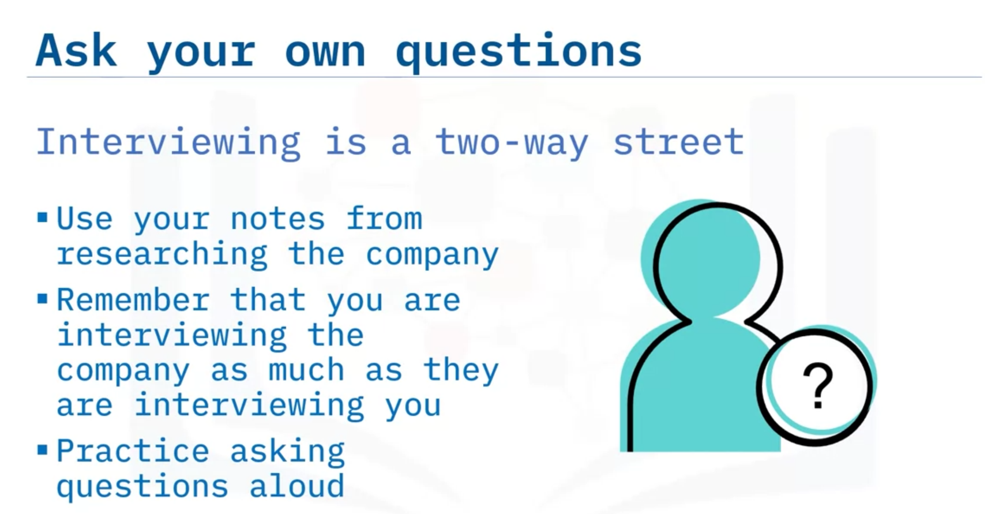 Ask your own questions
Interviewing is a two-way street
▪ Use your notes from
researching the company
▪ Remember that you are
interviewing the
company as much as they
are interviewing you
▪ Practice asking
questions aloud
?